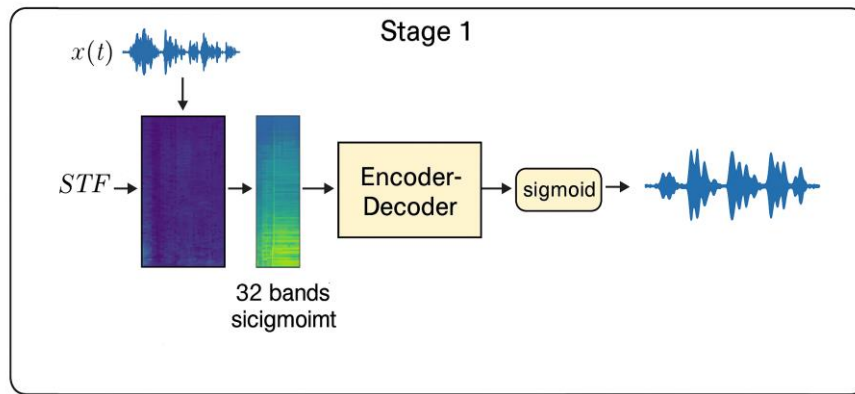 Stage 1
x(t)
STF
Encoder-
Decoder
sigmoid
32 bands
sicigmoimt